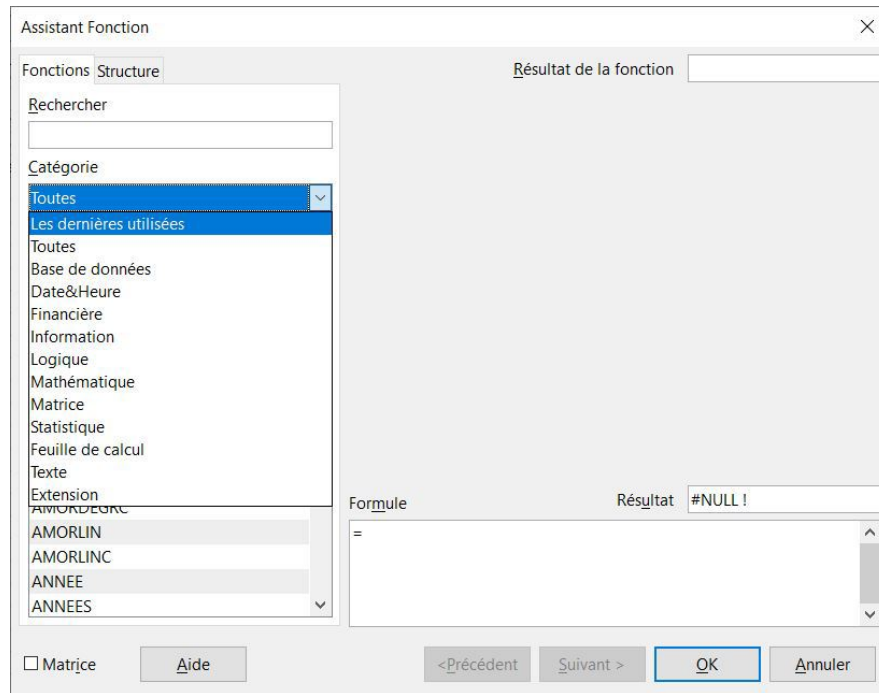 Assistant Fonction
Fonctions Structure
Résultat de la fonction
Rechercher
Catégorie
Toutes
Les dernières utilisées
Toutes
Base de données
Date&Heure
Financière
Information
Logique
Mathématique
Matrice
Statistique
Feuille de calcul
Texte
Extension
AMORDEGRC
AMORLIN
AMORLINC
ANNEE
ANNEES
Formule
Résultat #NULL !
=
Matrice
Aide
<Précédent
Suivant >
OK
Annuler